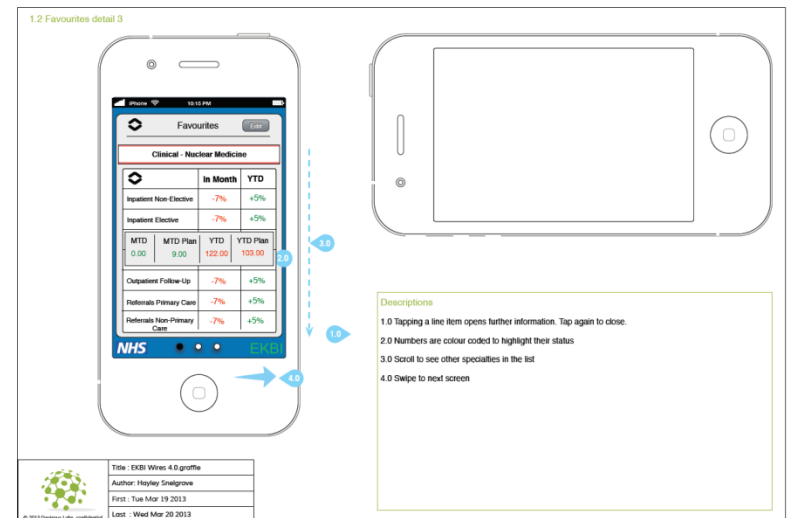 1.2 Favourites detail 3
iPhone 10:15 PM
Favourites Edit
Clinical - Nuclear Medicine
In Month YTD
Inpatient Non-Elective -7% +5%
Inpatient Elective -7% +5%
MTD MTD Plan YTD YTD Plan
0.00 9.00 122.00 103.00
2.0
3.0
Outpatient Follow-Up -7% +5%
Referrals Primary Care -7% +5%
Referrals Non-Primary Care -7% +5%
1.0
NHS EKBI
4.0
Descriptions
1.0 Tapping a line item opens further information. Tap again to close.
2.0 Numbers are colour coded to highlight their status
3.0 Scroll to see other specialties in the list
4.0 Swipe to next screen
Title : EKBI Wires 4.0.graffle
Author: Hayley Snelgrove
First : Tue Mar 19 2013
Last : Wed Mar 20 2013